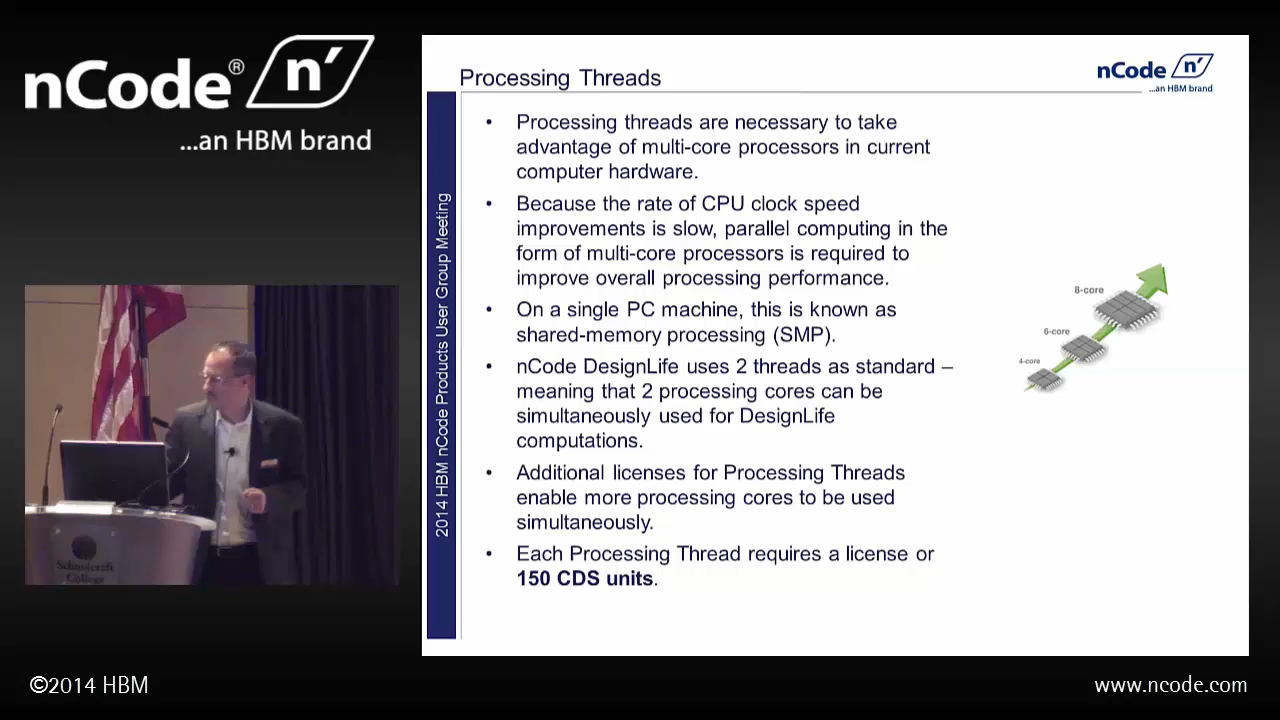 nCode® n'
...an HBM brand
Processing Threads
nCode n'
...an HBM brand
2014 HBM nCode Products User Group Meeting
• Processing threads are necessary to take
advantage of multi-core processors in current
computer hardware.
• Because the rate of CPU clock speed
improvements is slow, parallel computing in the
form of multi-core processors is required to
improve overall processing performance.
• On a single PC machine, this is known as
shared-memory processing (SMP).
• nCode DesignLife uses 2 threads as standard –
meaning that 2 processing cores can be
simultaneously used for DesignLife
computations.
• Additional licenses for Processing Threads
enable more processing cores to be used
simultaneously.
• Each Processing Thread requires a license or
150 CDS units.
8-core
6-core
4-core
Schoolcraft
College
©2014 HBM
www.ncode.com